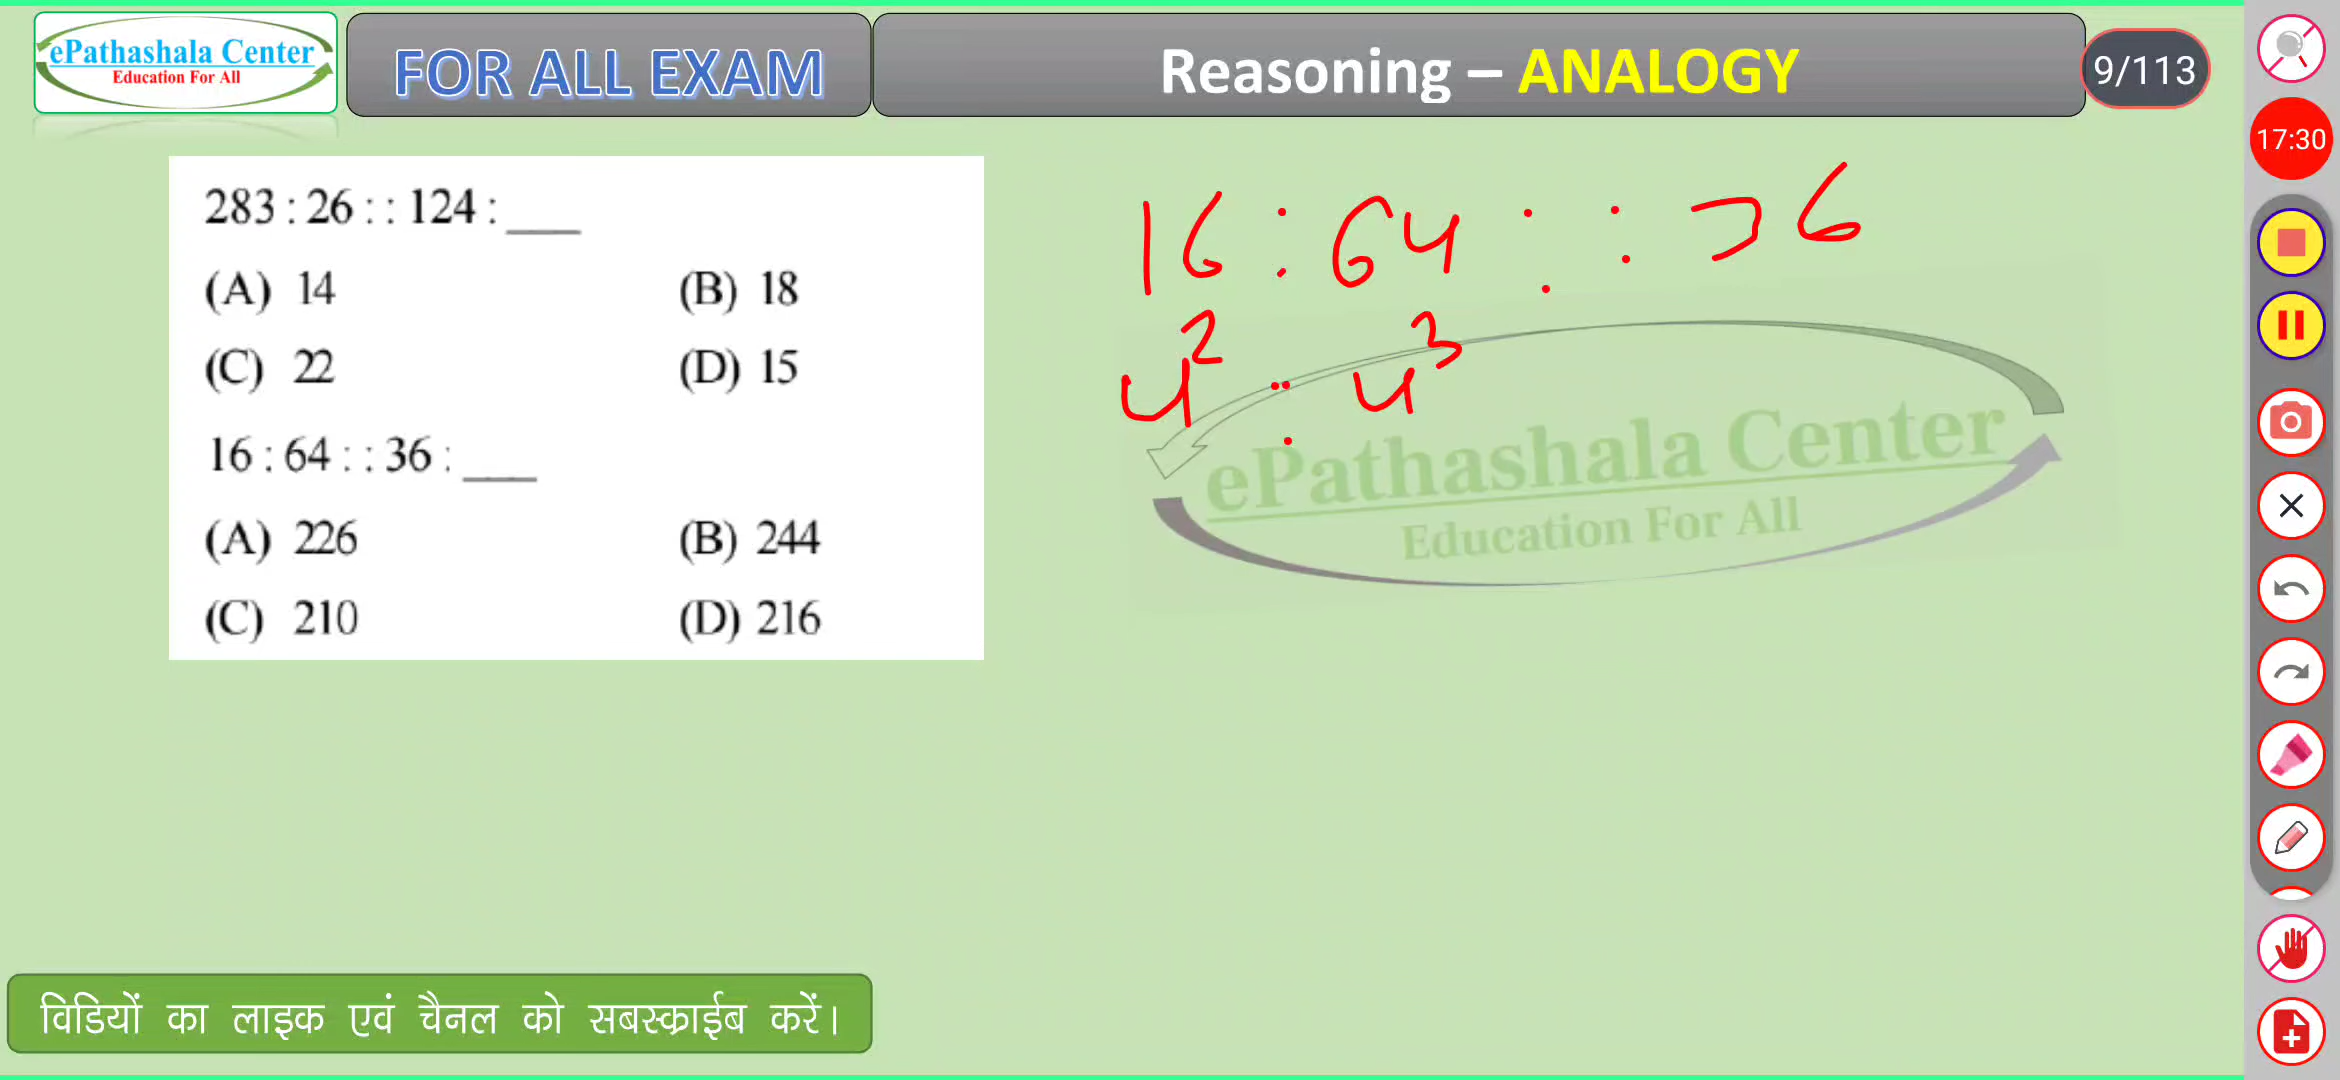 ePathashala Center
Education For All
FOR ALL EXAM
Reasoning – ANALOGY
9/113
17:30
283 : 26 : : 124 : ___
(A) 14 (B) 18
(C) 22 (D) 15
16 : 64 : : 36 : ___
(A) 226 (B) 244
(C) 210 (D) 216
16 : 64 : : 36
4² : 4³
ePathashala Center
Education For All
विडियों का लाइक एवं चैनल को सबस्क्राईब करें।